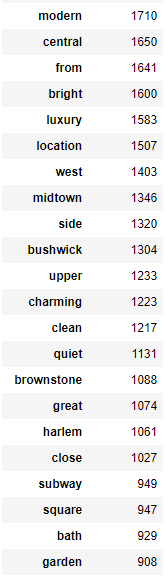 modern 1710
central 1650
from 1641
bright 1600
luxury 1583
location 1507
west 1403
midtown 1346
side 1320
bushwick 1304
upper 1233
charming 1223
clean 1217
quiet 1131
brownstone 1088
great 1074
harlem 1061
close 1027
subway 949
square 947
bath 929
garden 908